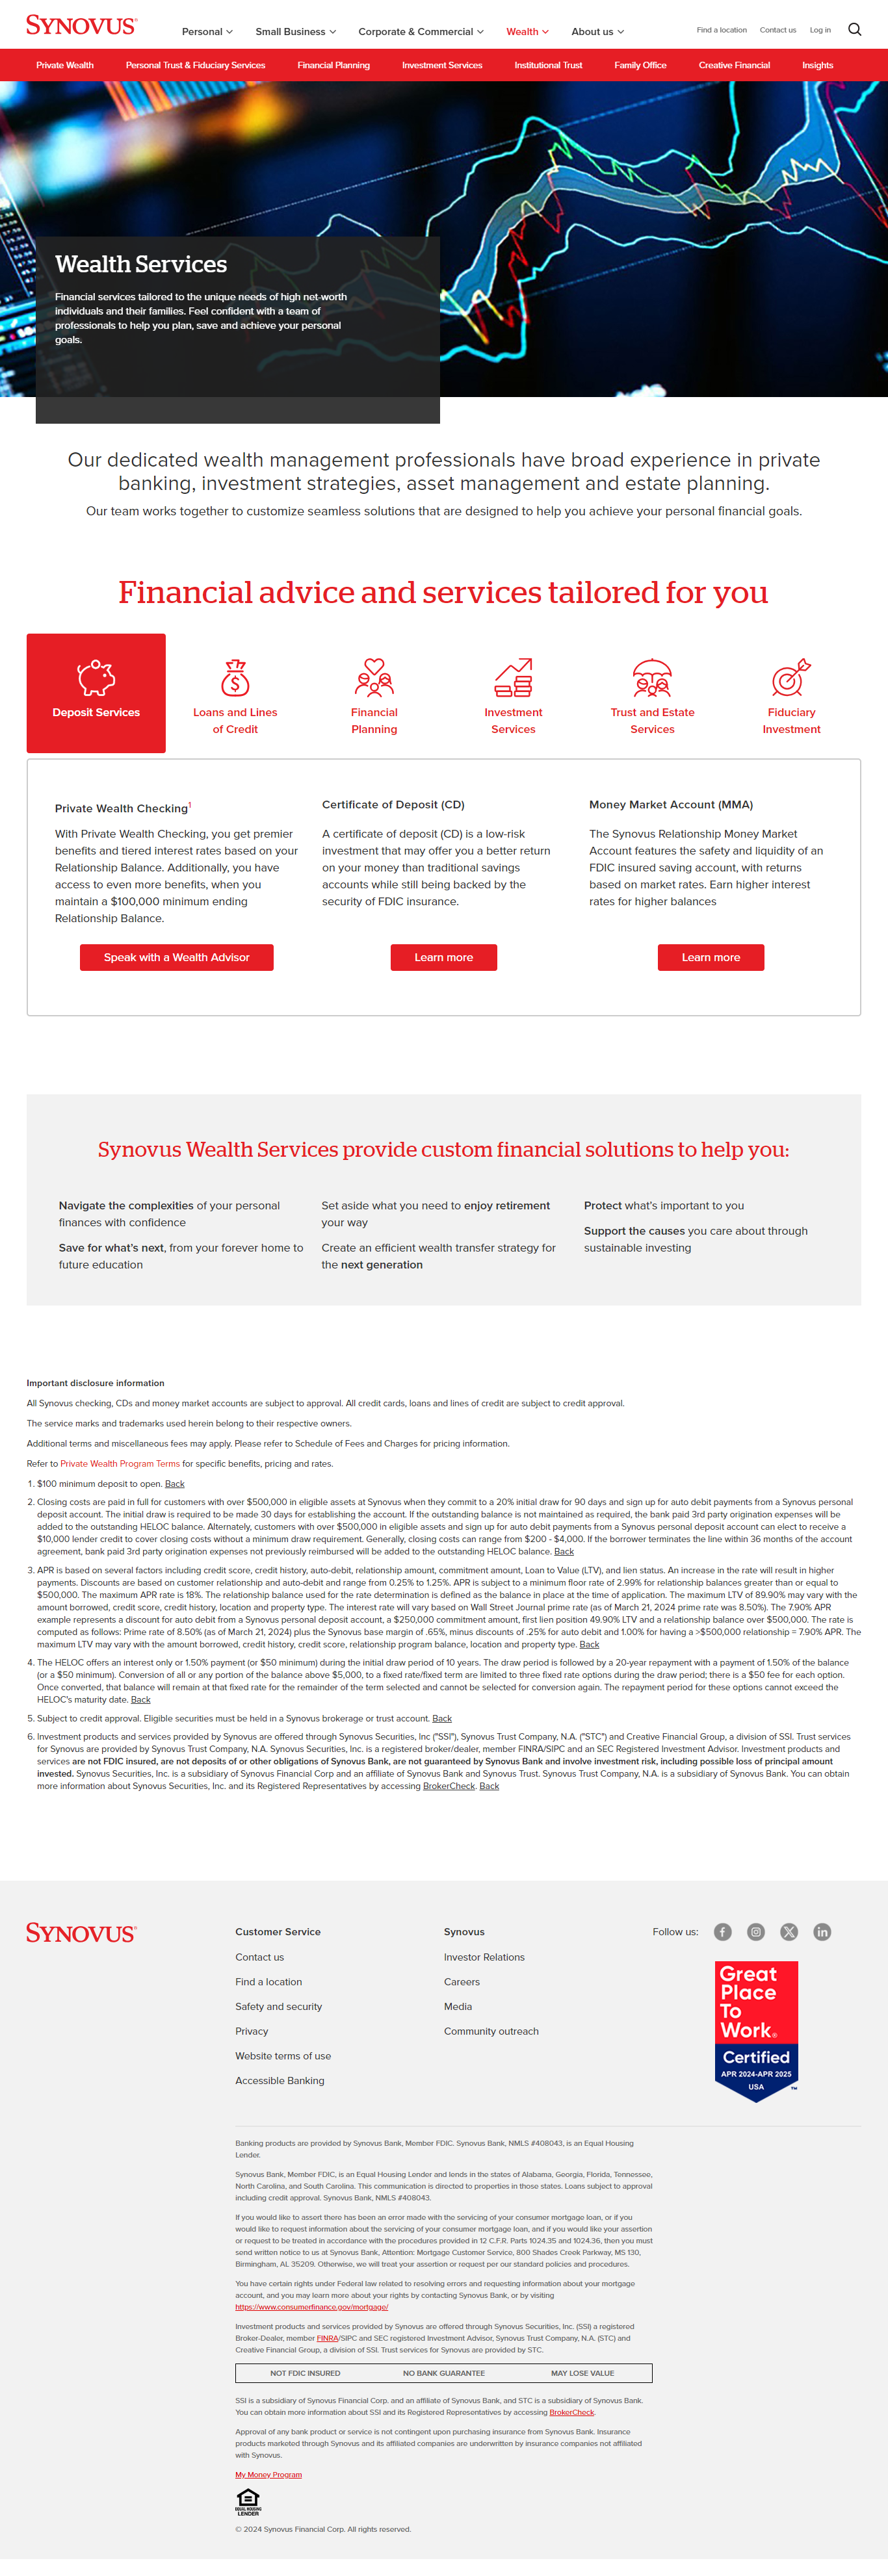 SYNOVUS®
Personal
Small Business
Corporate & Commercial
Wealth
About us
Find a location
Contact us
Log in
Private Wealth
Personal Trust & Fiduciary Services
Financial Planning
Investment Services
Institutional Trust
Family Office
Creative Financial
Insights
Wealth Services
Financial services tailored to the unique needs of high net-worth
individuals and their families. Feel confident with a team of
professionals to help you plan, save and achieve your personal
goals.
Our dedicated wealth management professionals have broad experience in private
banking, investment strategies, asset management and estate planning.
Our team works together to customize seamless solutions that are designed to help you achieve your personal financial goals.
Financial advice and services tailored for you
Deposit Services
Loans and Lines
of Credit
Financial
Planning
Investment
Services
Trust and Estate
Services
Fiduciary
Investment
Private Wealth Checking1
With Private Wealth Checking, you get premier
benefits and tiered interest rates based on your
Relationship Balance. Additionally, you have
access to even more benefits, when you
maintain a $100,000 minimum ending
Relationship Balance.
Speak with a Wealth Advisor
Certificate of Deposit (CD)
A certificate of deposit (CD) is a low-risk
investment that may offer you a better return
on your money than traditional savings
accounts while still being backed by the
security of FDIC insurance.
Learn more
Money Market Account (MMA)
The Synovus Relationship Money Market
Account features the safety and liquidity of an
FDIC insured saving account, with returns
based on market rates. Earn higher interest
rates for higher balances
Learn more
Synovus Wealth Services provide custom financial solutions to help you:
Navigate the complexities of your personal
finances with confidence
Save for what's next, from your forever home to
future education
Set aside what you need to enjoy retirement
your way
Create an efficient wealth transfer strategy for
the next generation
Protect what's important to you
Support the causes you care about through
sustainable investing
Important disclosure information
All Synovus checking, CDs and money market accounts are subject to approval. All credit cards, loans and lines of credit are subject to credit approval.
The service marks and trademarks used herein belong to their respective owners.
Additional terms and miscellaneous fees may apply. Please refer to Schedule of Fees and Charges for pricing information.
Refer to Private Wealth Program Terms for specific benefits, pricing and rates.
1. $100 minimum deposit to open. Back
2. Closing costs are paid in full for customers with over $500,000 in eligible assets at Synovus when they commit to a 20% initial draw for 90 days and sign up for auto debit payments from a Synovus personal
deposit account. The initial draw is required to be made 30 days for establishing the account. If the outstanding balance is not maintained as required, the bank paid 3rd party origination expenses will be
added to the outstanding HELOC balance. Alternately, customers with over $500,000 in eligible assets and sign up for auto debit payments from a Synovus personal deposit account can elect to receive a
$10,000 lender credit to cover closing costs without a minimum draw requirement. Generally, closing costs can range from $200 - $4,000. If the borrower terminates the line within 36 months of the account
agreement, bank paid 3rd party origination expenses not previously reimbursed will be added to the outstanding HELOC balance. Back
3. APR is based on several factors including credit score, credit history, auto-debit, relationship amount, commitment amount, Loan to Value (LTV), and lien status. An increase in the rate will result in higher
payments. Discounts are based on customer relationship and auto-debit and range from 0.25% to 1.25%. APR is subject to a minimum floor rate of 2.99% for relationship balances greater than or equal to
$500,000. The maximum APR rate is 18%. The relationship balance used for the rate determination is defined as the balance in place at the time of application. The maximum LTV of 89.90% may vary with the
amount borrowed, credit score, credit history, location and property type. The interest rate will vary based on Wall Street Journal prime rate (as of March 21, 2024 prime rate was 8.50%). The 7.90% APR
example represents a discount for auto debit from a Synovus personal deposit account, a $250,000 commitment amount, first lien position 49.90% LTV and a relationship balance over $500,000. The rate is
computed as follows: Prime rate of 8.50% (as of March 21, 2024) plus the Synovus base margin of .65%, minus discounts of .25% for auto debit and 1.00% for having a >$500,000 relationship = 7.90% APR. The
maximum LTV may vary with the amount borrowed, credit history, credit score, relationship program balance, location and property type. Back
4. The HELOC offers an interest only or 1.50% payment (or $50 minimum) during the initial draw period of 10 years. The draw period is followed by a 20-year repayment with a payment of 1.50% of the balance
(or a $50 minimum). Conversion of all or any portion of the balance above $5,000, to a fixed rate/fixed term are limited to three fixed rate options during the draw period; there is a $50 fee for each option.
Once converted, that balance will remain at that fixed rate for the remainder of the term selected and cannot be selected for conversion again. The repayment period for these options cannot exceed the
HELOC's maturity date. Back
5. Subject to credit approval. Eligible securities must be held in a Synovus brokerage or trust account. Back
6. Investment products and services provided by Synovus are offered through Synovus Securities, Inc ("SSI"), Synovus Trust Company, N.A. ("STC") and Creative Financial Group, a division of SSI. Trust services
for Synovus are provided by Synovus Trust Company, N.A. Synovus Securities, Inc. is a registered broker/dealer, member FINRA/SIPC and an SEC Registered Investment Advisor. Investment products and
services are not FDIC insured, are not deposits of or other obligations of Synovus Bank, are not guaranteed by Synovus Bank and involve investment risk, including possible loss of principal amount
invested. Synovus Securities, Inc. is a subsidiary of Synovus Financial Corp and an affiliate of Synovus Bank and Synovus Trust. Synovus Trust Company, N.A. is a subsidiary of Synovus Bank. You can obtain
more information about Synovus Securities, Inc. and its Registered Representatives by accessing BrokerCheck. Back
SYNOVUS®
Customer Service
Contact us
Find a location
Safety and security
Privacy
Website terms of use
Accessible Banking
Synovus
Investor Relations
Careers
Media
Community outreach
Follow us:
Great
Place
To
Work®
Certified
APR 2024-APR 2025
USA
™
Banking products are provided by Synovus Bank, Member FDIC. Synovus Bank, NMLS #408043, is an Equal Housing
Lender.
Synovus Bank, Member FDIC, is an Equal Housing Lender and lends in the states of Alabama, Georgia, Florida, Tennessee,
North Carolina, and South Carolina. This communication is directed to properties in those states. Loans subject to approval
including credit approval. Synovus Bank, NMLS #408043.
If you would like to assert there has been an error made with the servicing of your consumer mortgage loan, or if you
would like to request information about the servicing of your consumer mortgage loan, and if you would like your assertion
or request to be treated in accordance with the procedures provided in 12 C.F.R. Parts 1024.35 and 1024.36, then you must
send written notice to us at Synovus Bank, Attention: Mortgage Customer Service, 800 Shades Creek Parkway, MS 130,
Birmingham, AL 35209. Otherwise, we will treat your assertion or request per our standard policies and procedures.
You have certain rights under Federal law related to resolving errors and requesting information about your mortgage
account, and you may learn more about your rights by contacting Synovus Bank, or by visiting
https://www.consumerfinance.gov/mortgage/
Investment products and services provided by Synovus are offered through Synovus Securities, Inc. (SSI) a registered
Broker-Dealer, member FINRA/SIPC and SEC registered Investment Advisor, Synovus Trust Company, N.A. (STC) and
Creative Financial Group, a division of SSI. Trust services for Synovus are provided by STC.
NOT FDIC INSURED
NO BANK GUARANTEE
MAY LOSE VALUE
SSI is a subsidiary of Synovus Financial Corp. and an affiliate of Synovus Bank, and STC is a subsidiary of Synovus Bank.
You can obtain more information about SSI and its Registered Representatives by accessing BrokerCheck.
Approval of any bank product or service is not contingent upon purchasing insurance from Synovus Bank. Insurance
products marketed through Synovus and its affiliated companies are underwritten by insurance companies not affiliated
with Synovus.
My Money Program
EQUAL HOUSING
LENDER
© 2024 Synovus Financial Corp. All rights reserved.